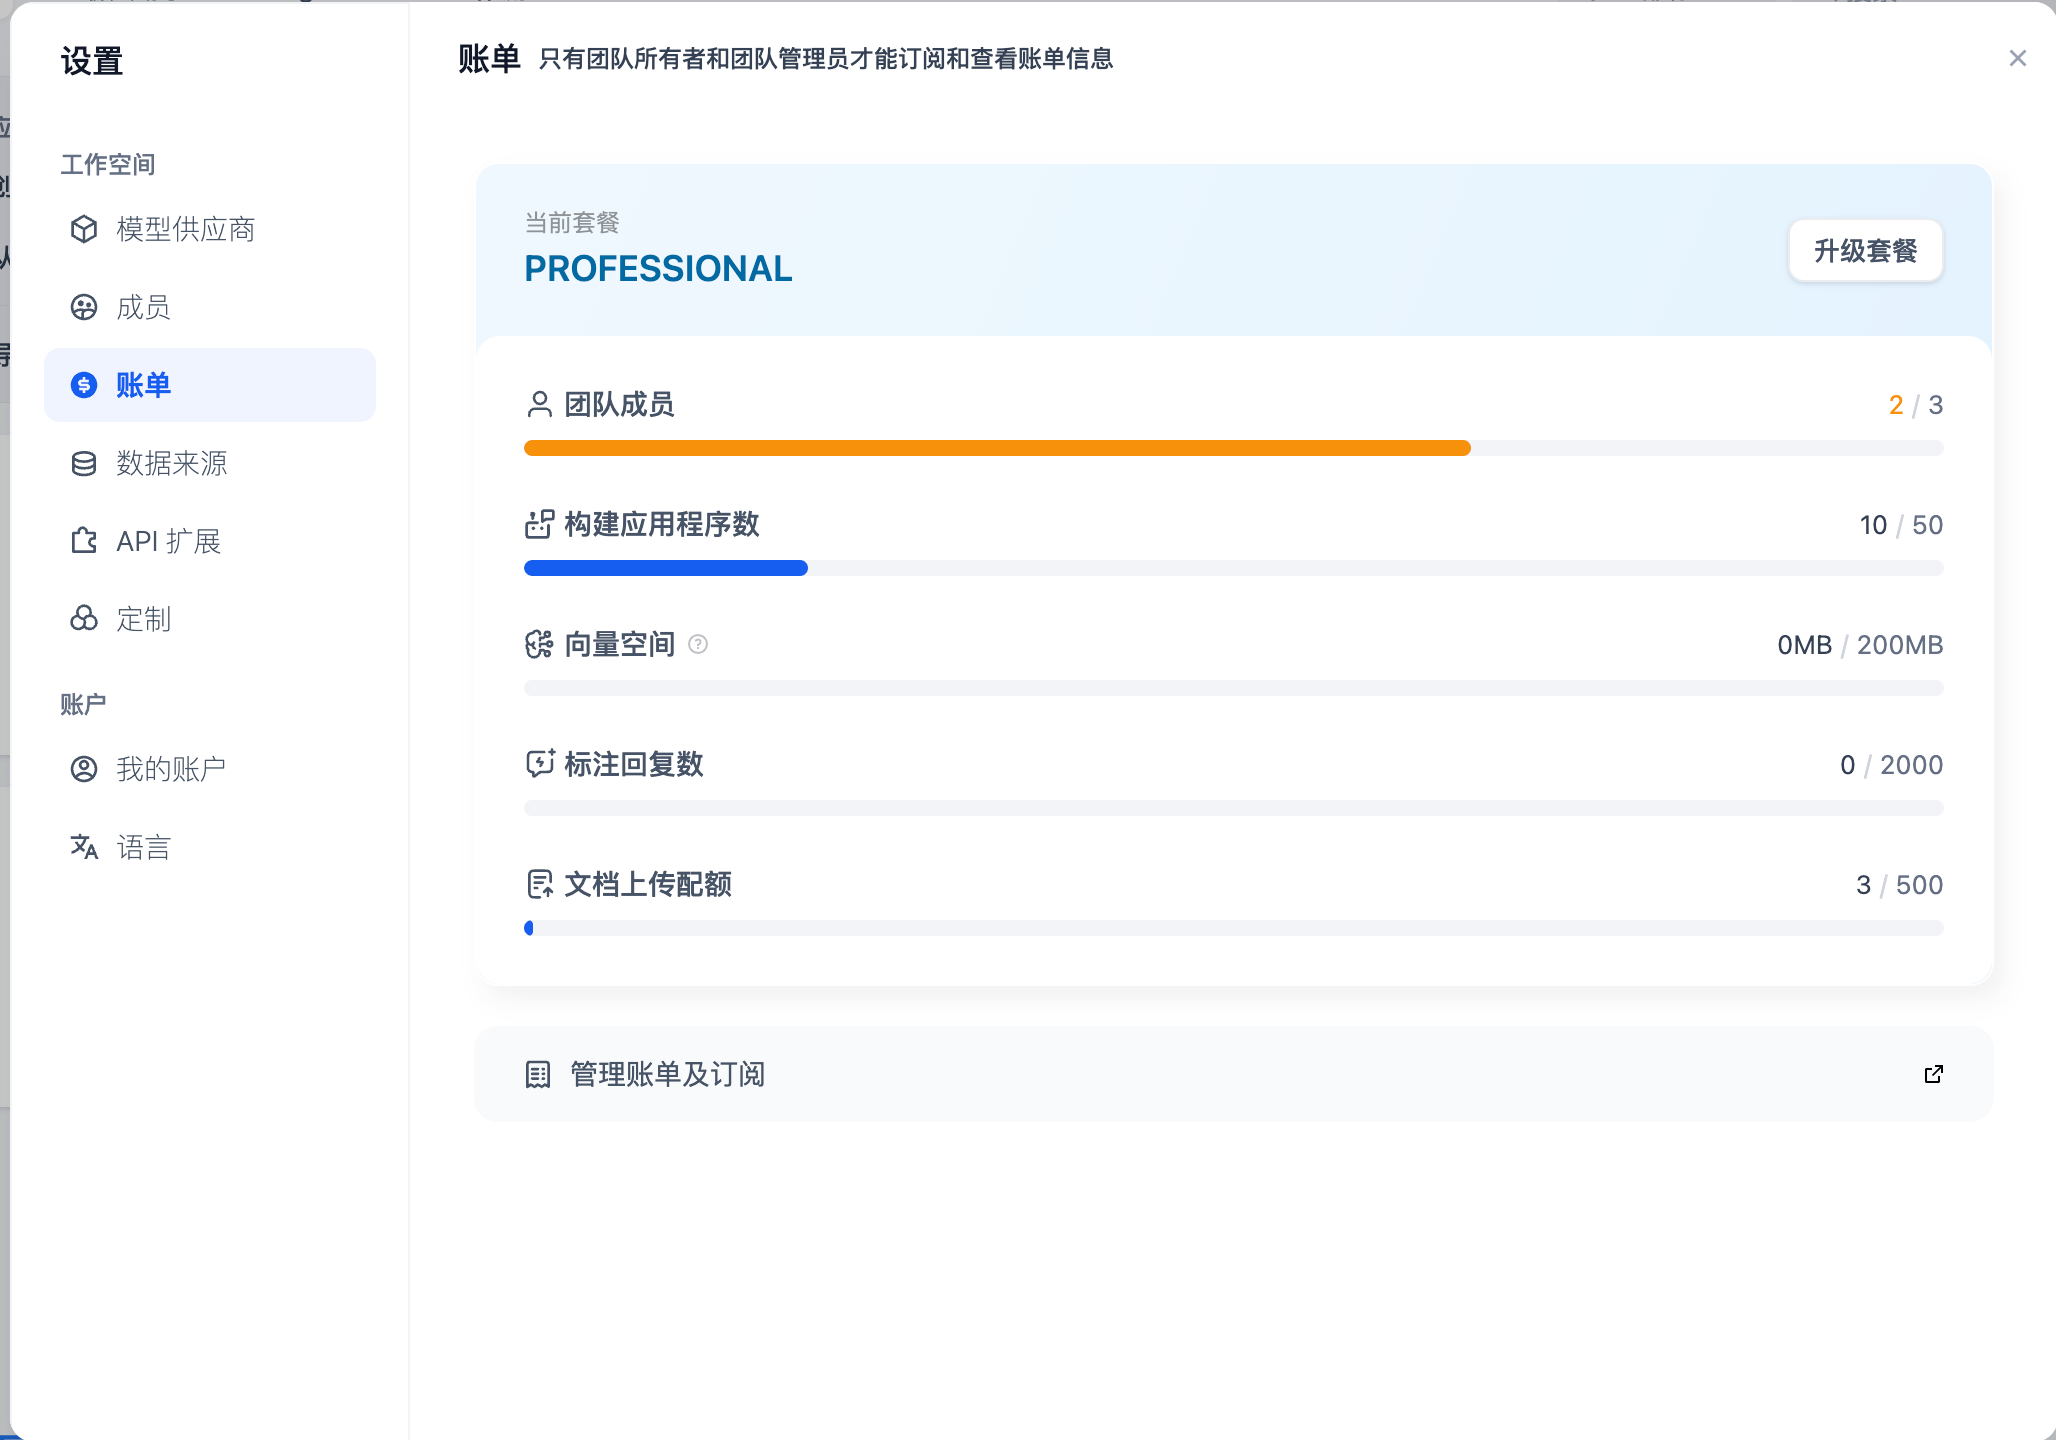 设置
工作空间
模型供应商
成员
账单
数据来源
API 扩展
定制
账户
我的账户
语言
账单 只有团队所有者和团队管理员才能订阅和查看账单信息
当前套餐
PROFESSIONAL
升级套餐
团队成员 2 / 3
构建应用程序数 10 / 50
向量空间 0MB / 200MB
标注回复数 0 / 2000
文档上传配额 3 / 500
管理账单及订阅